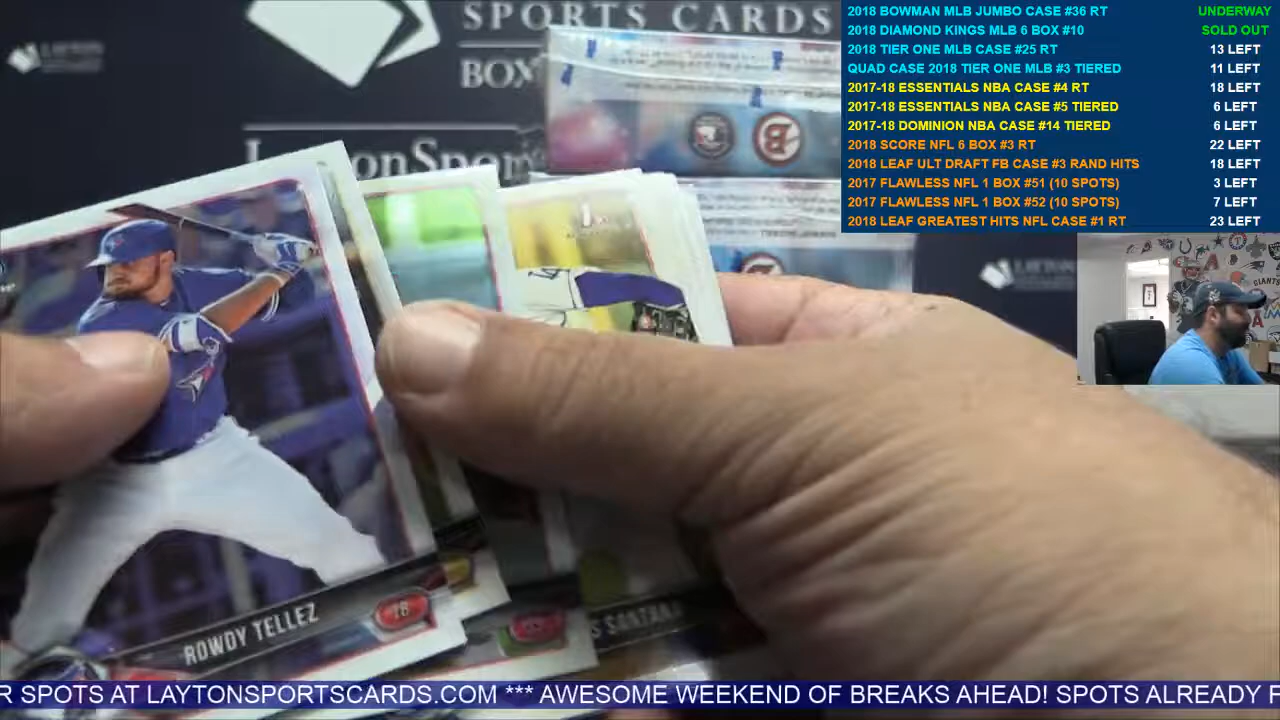 SPORTS CARDS
BOX
LaytonSpor
2018 BOWMAN MLB JUMBO CASE #36 RT UNDERWAY
2018 DIAMOND KINGS MLB 6 BOX #10 SOLD OUT
2018 TIER ONE MLB CASE #25 RT 13 LEFT
QUAD CASE 2018 TIER ONE MLB #3 TIERED 11 LEFT
2017-18 ESSENTIALS NBA CASE #4 RT 18 LEFT
2017-18 ESSENTIALS NBA CASE #5 TIERED 6 LEFT
2017-18 DOMINION NBA CASE #14 TIERED 6 LEFT
2018 SCORE NFL 6 BOX #3 RT 22 LEFT
2018 LEAF ULT DRAFT FB CASE #3 RAND HITS 18 LEFT
2017 FLAWLESS NFL 1 BOX #51 (10 SPOTS) 3 LEFT
2017 FLAWLESS NFL 1 BOX #52 (10 SPOTS) 7 LEFT
2018 LEAF GREATEST HITS NFL CASE #1 RT 23 LEFT
LAYTON
GIANTS
B
ROWDY TELLEZ
S SANTANA
R SPOTS AT LAYTONSPORTSCARDS.COM *** AWESOME WEEKEND OF BREAKS AHEAD! SPOTS ALREADY F